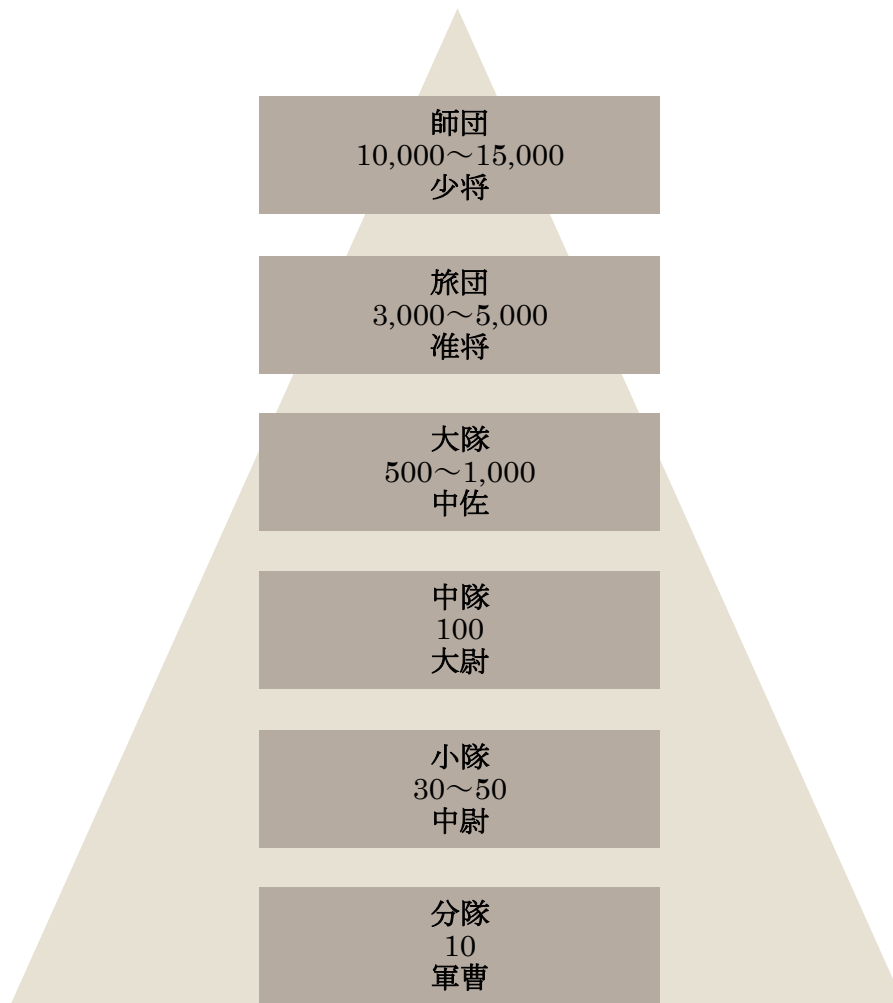 師団
10,000～15,000
少将
旅団
3,000～5,000
准将
大隊
500～1,000
中佐
中隊
100
大尉
小隊
30～50
中尉
分隊
10
軍曹